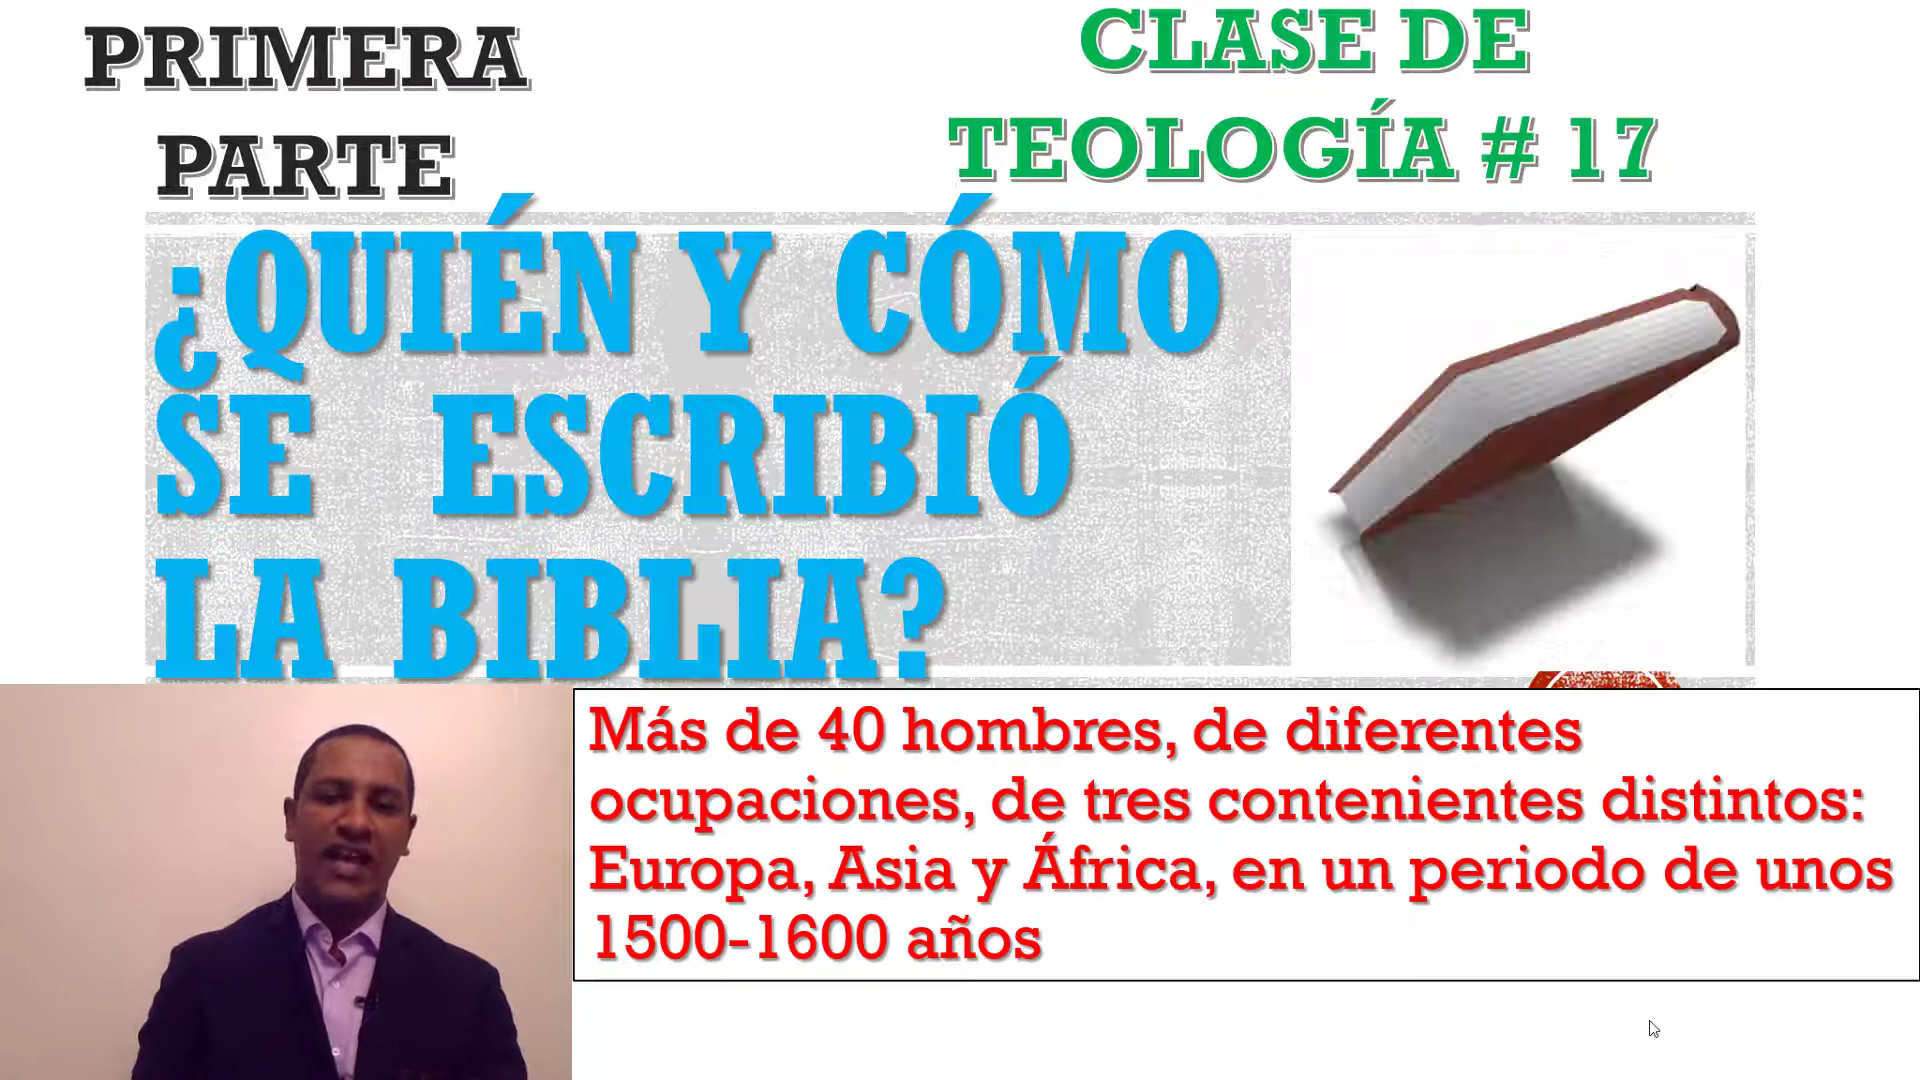 PRIMERA
PARTE
CLASE DE
TEOLOGÍA # 17
¿QUIÉN Y CÓMO
SE ESCRIBIÓ
LA BIBLIA?
Más de 40 hombres, de diferentes
ocupaciones, de tres contenientes distintos:
Europa, Asia y África, en un periodo de unos
1500-1600 años